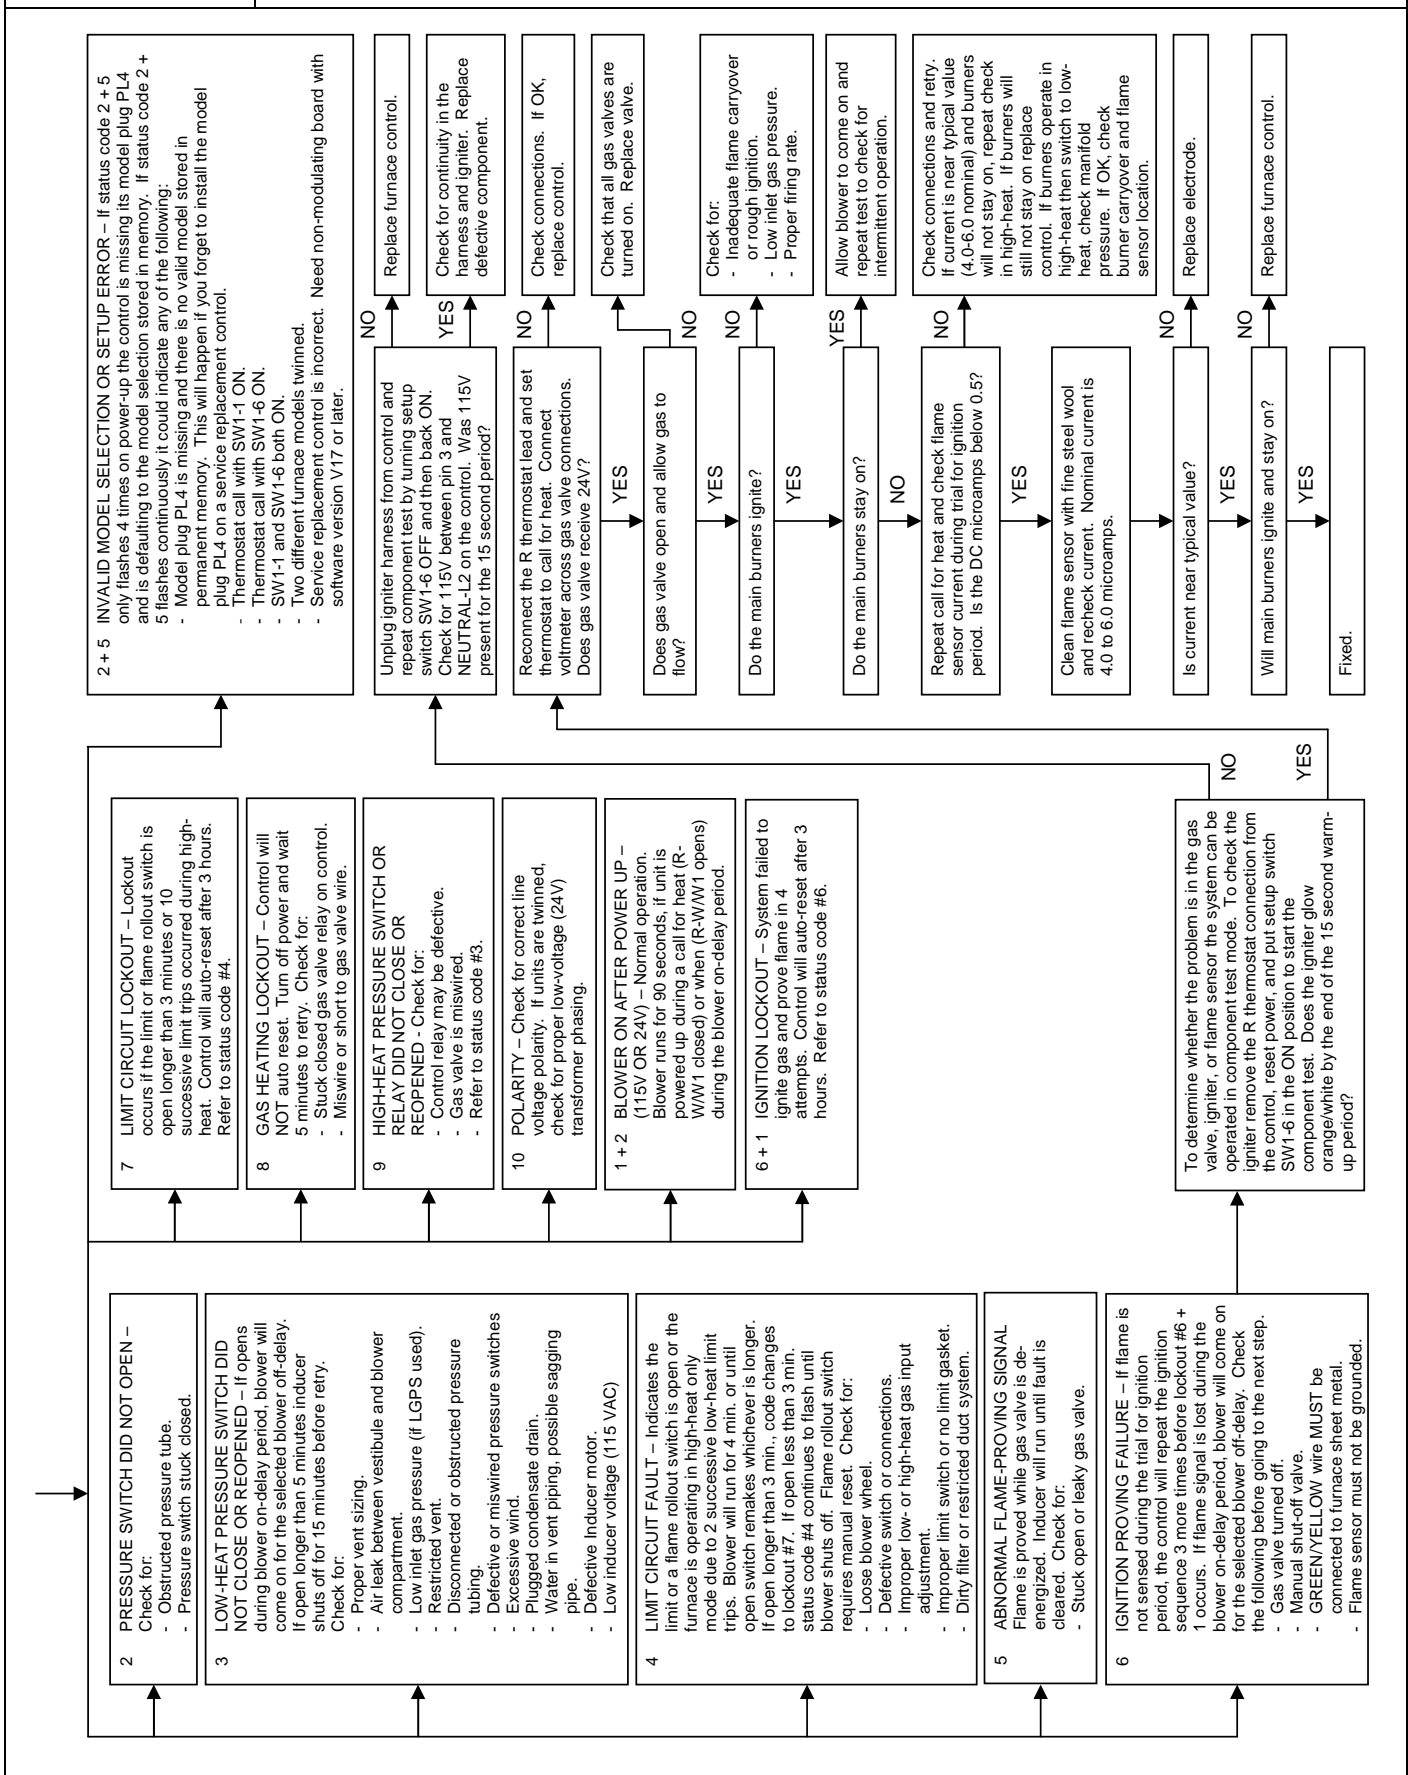 2 PRESSURE SWITCH DID NOT OPEN –
Check for:
- Obstructed pressure tube.
- Pressure switch stuck closed.
3 LOW-HEAT PRESSURE SWITCH DID
NOT CLOSE OR REOPENED – If opens
during blower on-delay period, blower will
come on for the selected blower off-delay.
If open longer than 5 minutes inducer
shuts off for 15 minutes before retry.
Check for:
- Proper vent sizing.
- Air leak between vestibule and blower
compartment.
- Low inlet gas pressure (if LGPS used).
- Restricted vent.
- Disconnected or obstructed pressure
tubing.
- Defective or miswired pressure switches
- Excessive wind.
- Plugged condensate drain.
- Water in vent piping, possible sagging
pipe.
- Defective Inducer motor.
- Low inducer voltage (115 VAC)
4 LIMIT CIRCUIT FAULT – Indicates the
limit or a flame rollout switch is open or the
furnace is operating in high-heat only
mode due to 2 successive low-heat limit
trips. Blower will run for 4 min. or until
open switch remakes whichever is longer.
If open longer than 3 min., code changes
to lockout #7. If open less than 3 min.
status code #4 continues to flash until
blower shuts off. Flame rollout switch
requires manual reset. Check for:
- Loose blower wheel.
- Defective switch or connections.
- Improper low- or high-heat gas input
adjustment.
- Improper limit switch or no limit gasket.
- Dirty filter or restricted duct system.
5 ABNORMAL FLAME-PROVING SIGNAL
Flame is proved while gas valve is de-
energized. Inducer will run until fault is
cleared. Check for:
- Stuck open or leaky gas valve.
6 IGNITION PROVING FAILURE – If flame is
not sensed during the trial for ignition
period, the control will repeat the ignition
sequence 3 more times before lockout #6 +
1 occurs. If flame signal is lost during the
blower on-delay period, blower will come on
for the selected blower off-delay. Check
the following before going to the next step.
- Gas valve turned off.
- Manual shut-off valve.
- GREEN/YELLOW wire MUST be
connected to furnace sheet metal.
- Flame sensor must not be grounded.
7 LIMIT CIRCUIT LOCKOUT – Lockout
occurs if the limit or flame rollout switch is
open longer than 3 minutes or 10
successive limit trips occurred during high-
heat. Control will auto-reset after 3 hours.
Refer to status code #4.
8 GAS HEATING LOCKOUT – Control will
NOT auto reset. Turn off power and wait
5 minutes to retry. Check for:
- Stuck closed gas valve relay on control.
- Miswire or short to gas valve wire.
9 HIGH-HEAT PRESSURE SWITCH OR
RELAY DID NOT CLOSE OR
REOPENED - Check for:
- Control relay may be defective.
- Gas valve is miswired.
- Refer to status code #3.
10 POLARITY – Check for correct line
voltage polarity. If units are twinned,
check for proper low-voltage (24V)
transformer phasing.
1 + 2 BLOWER ON AFTER POWER UP –
(115V OR 24V) – Normal operation.
Blower runs for 90 seconds, if unit is
powered up during a call for heat (R-
W/W1 closed) or when (R-W/W1 opens)
during the blower on-delay period.
6 + 1 IGNITION LOCKOUT – System failed to
ignite gas and prove flame in 4
attempts. Control will auto-reset after 3
hours. Refer to status code #6.
To determine whether the problem is in the gas
valve, igniter, or flame sensor the system can be
operated in component test mode. To check the
igniter remove the R thermostat connection from
the control, reset power, and put setup switch
SW1-6 in the ON position to start the
component test. Does the igniter glow
orange/white by the end of the 15 second warm-
up period?
NO
YES
2 + 5 INVALID MODEL SELECTION OR SETUP ERROR – If status code 2 + 5
only flashes 4 times on power-up the control is missing its model plug PL4
and is defaulting to the model selection stored in memory. If status code 2 +
5 flashes continuously it could indicate any of the following:
- Model plug PL4 is missing and there is no valid model stored in
permanent memory. This will happen if you forget to install the model
plug PL4 on a service replacement control.
- Thermostat call with SW1-1 ON.
- Thermostat call with SW1-6 ON.
- SW1-1 and SW1-6 both ON.
- Two different furnace models twinned.
- Service replacement control is incorrect. Need non-modulating board with
software version V17 or later.
Unplug igniter harness from control and
repeat component test by turning setup
switch SW1-6 OFF and then back ON.
Check for 115V between pin 3 and
NEUTRAL-L2 on the control. Was 115V
present for the 15 second period?
NO
Replace furnace control.
YES
Check for continuity in the
harness and igniter. Replace
defective component.
Reconnect the R thermostat lead and set
thermostat to call for heat. Connect
voltmeter across gas valve connections.
Does gas valve receive 24V?
NO
Check connections. If OK,
replace control.
YES
Does gas valve open and allow gas to
flow?
NO
Check that all gas valves are
turned on. Replace valve.
YES
Do the main burners ignite?
NO
Check for:
- Inadequate flame carryover
or rough ignition.
- Low inlet gas pressure.
- Proper firing rate.
YES
Do the main burners stay on?
YES
Allow blower to come on and
repeat test to check for
intermittent operation.
NO
Repeat call for heat and check flame
sensor current during trial for ignition
period. Is the DC microamps below 0.5?
NO
Check connections and retry.
If current is near typical value
(4.0-6.0 nominal) and burners
will not stay on, repeat check
in high-heat. If burners will
still not stay on replace
control. If burners operate in
high-heat then switch to low-
heat, check manifold
pressure. If OK, check
burner carryover and flame
sensor location.
YES
Clean flame sensor with fine steel wool
and recheck current. Nominal current is
4.0 to 6.0 microamps.
Is current near typical value?
NO
Replace electrode.
YES
Will main burners ignite and stay on?
NO
Replace furnace control.
YES
Fixed.